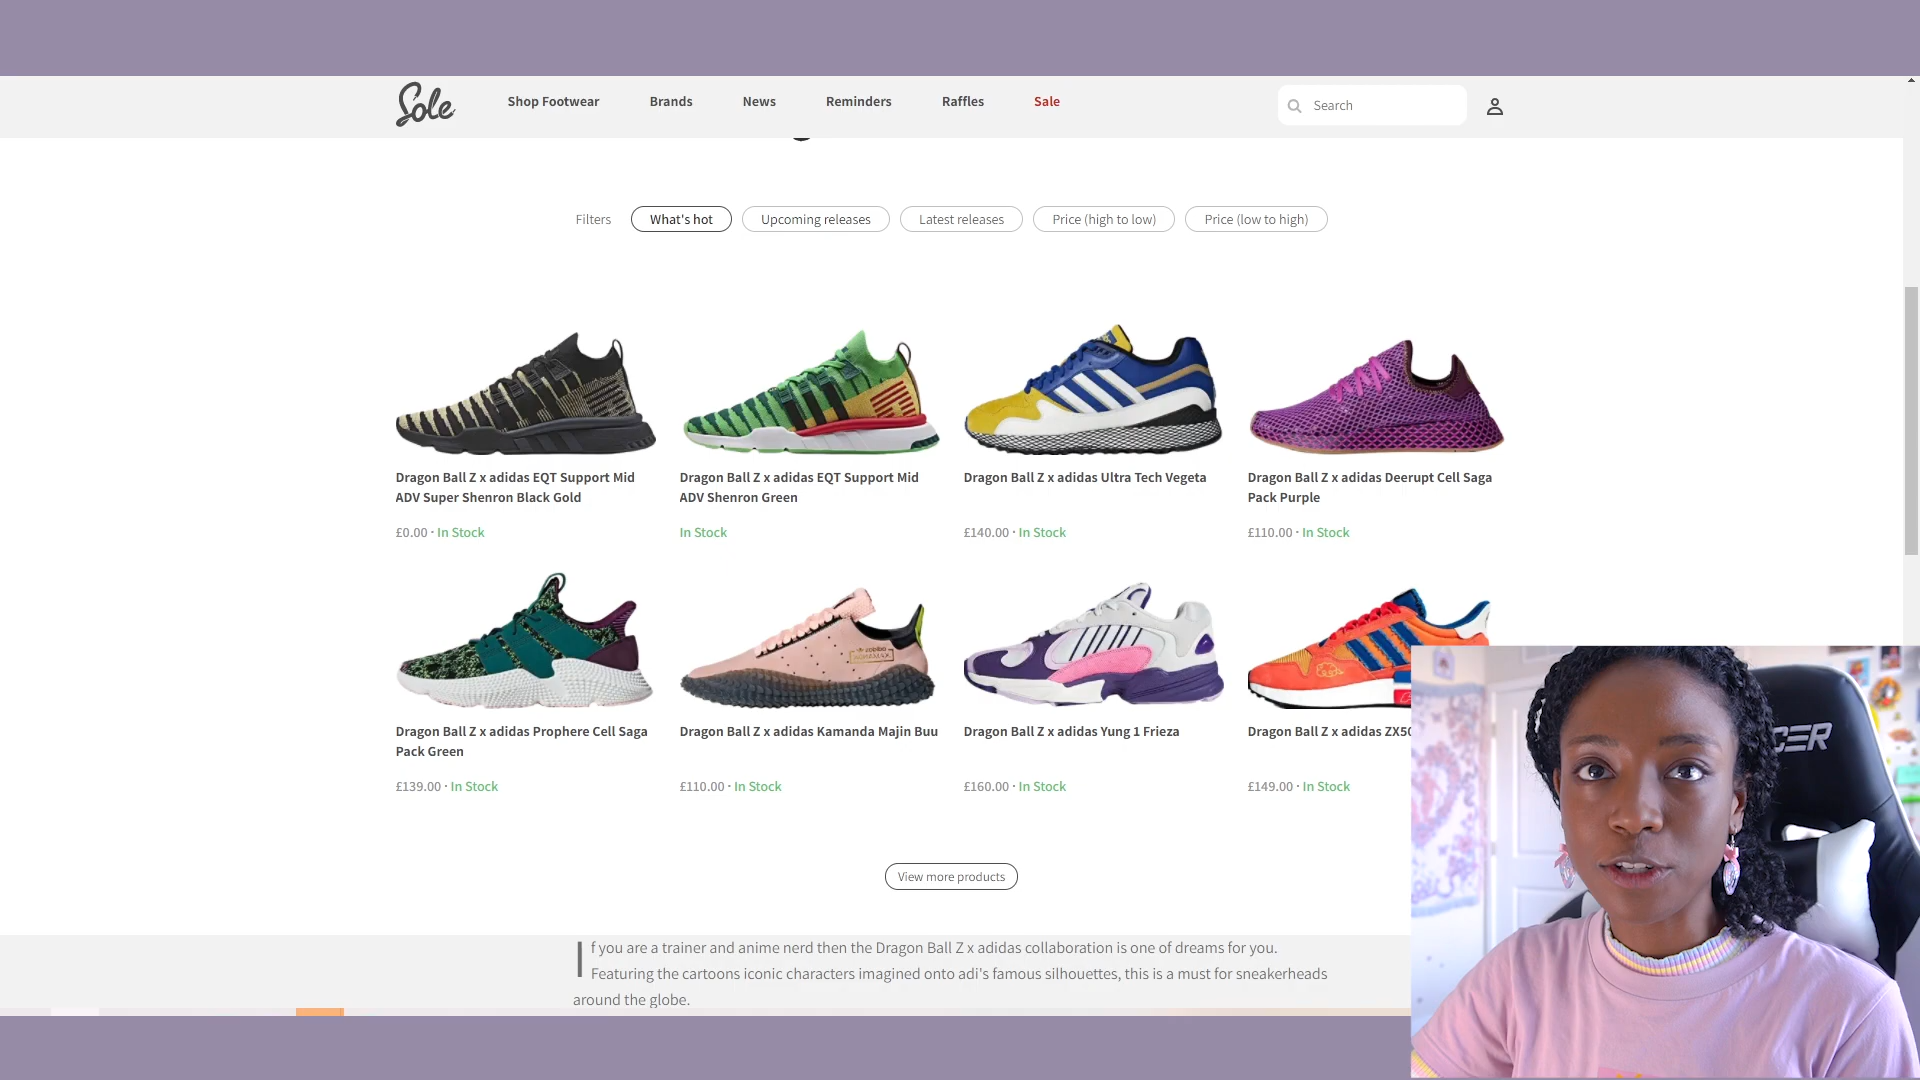 Sole
Shop Footwear
Brands
News
Reminders
Raffles
Sale
Search
Filters
What's hot
Upcoming releases
Latest releases
Price (high to low)
Price (low to high)
Dragon Ball Z x adidas EQT Support Mid
ADV Super Shenron Black Gold
£0.00 · In Stock
Dragon Ball Z x adidas EQT Support Mid
ADV Shenron Green
In Stock
Dragon Ball Z x adidas Ultra Tech Vegeta
£140.00 · In Stock
Dragon Ball Z x adidas Deerupt Cell Saga
Pack Purple
£110.00 · In Stock
Dragon Ball Z x adidas Prophere Cell Saga
Pack Green
£139.00 · In Stock
Dragon Ball Z x adidas Kamanda Majin Buu
£110.00 · In Stock
Dragon Ball Z x adidas Yung 1 Frieza
£160.00 · In Stock
Dragon Ball Z x adidas ZX50
£149.00 · In Stock
View more products
If you are a trainer and anime nerd then the Dragon Ball Z x adidas collaboration is one of dreams for you.
Featuring the cartoons iconic characters imagined onto adi's famous silhouettes, this is a must for sneakerheads
around the globe.